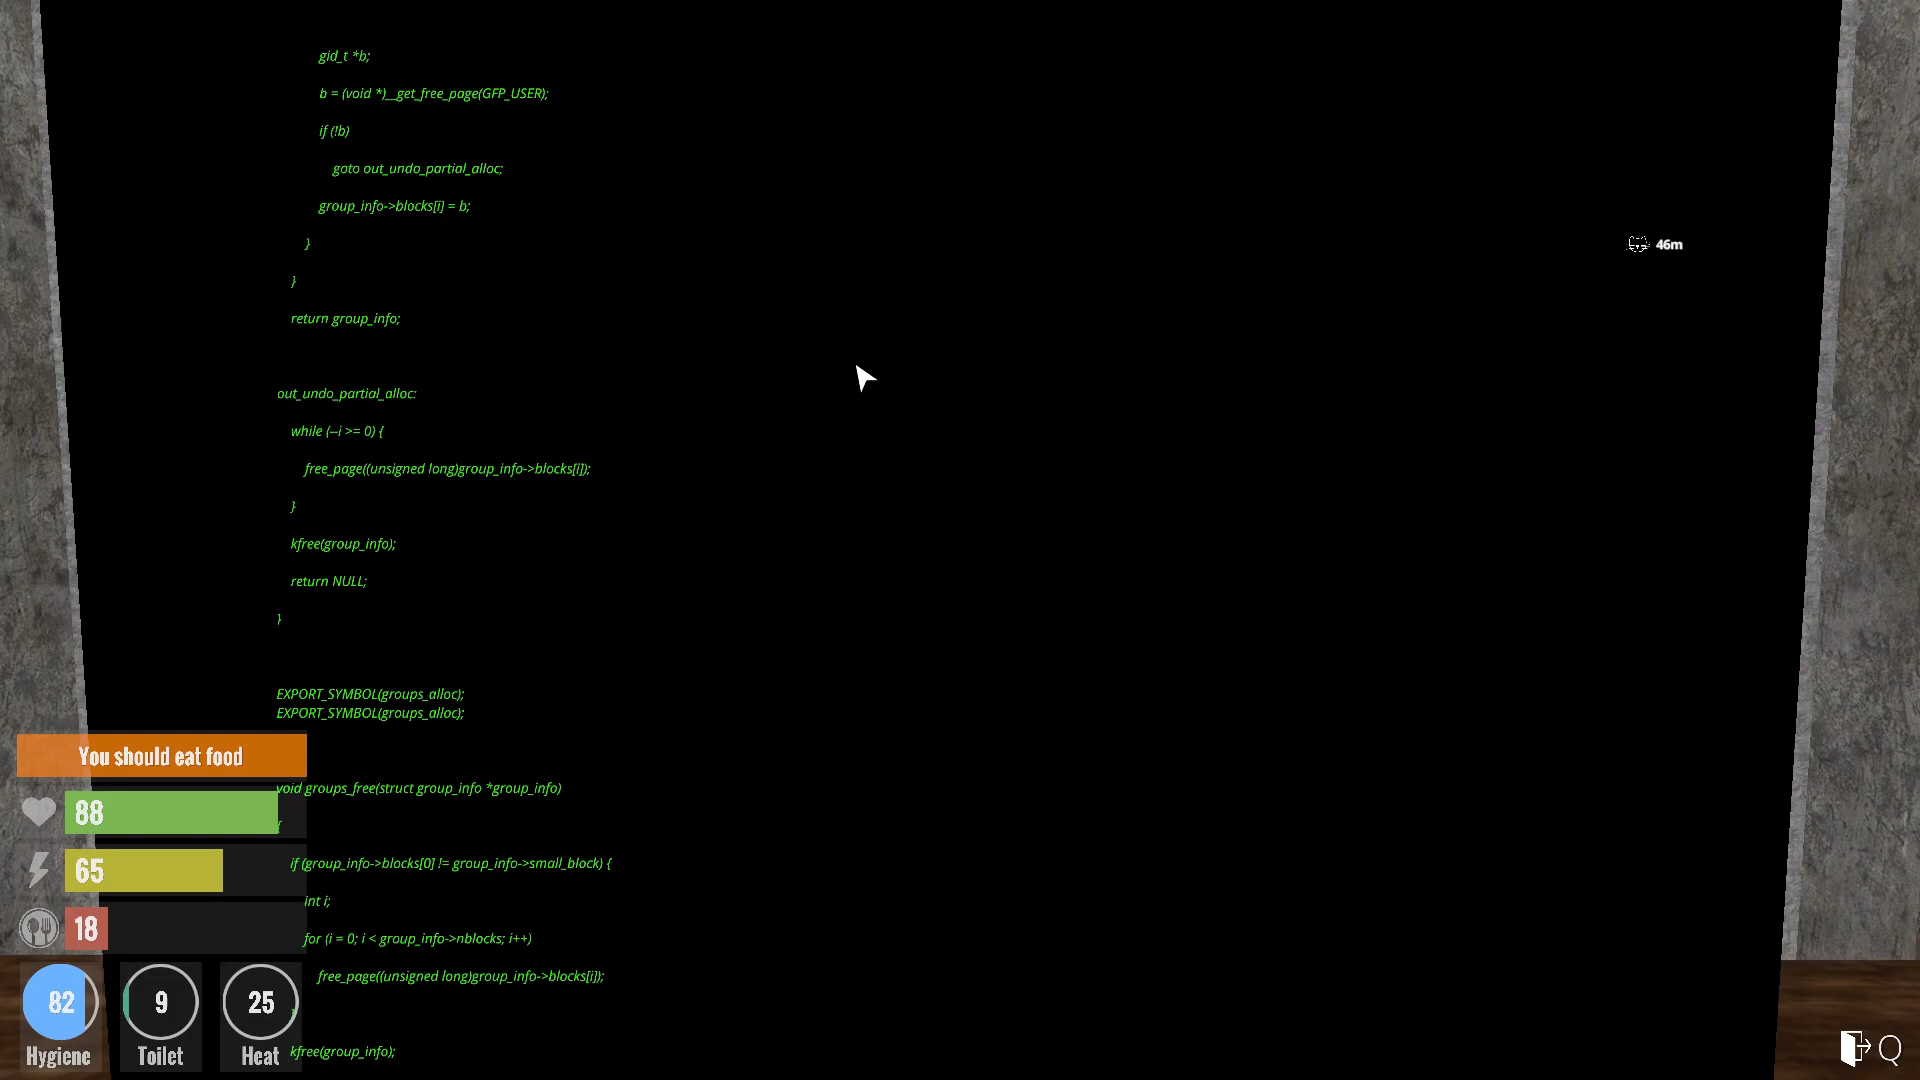 gid_t *b;
b = (void *)__get_free_page(GFP_USER);
if (!b)
goto out_undo_partial_alloc;
group_info->blocks[i] = b;
}
46m
}
return group_info;
out_undo_partial_alloc:
while (--i >= 0) {
free_page((unsigned long)group_info->blocks[i]);
}
kfree(group_info);
return NULL;
}
EXPORT_SYMBOL(groups_alloc);
EXPORT_SYMBOL(groups_alloc);
You should eat food
void groups_free(struct group_info *group_info)
88
{
if (group_info->blocks[0] != group_info->small_block) {
65
int i;
18
for (i = 0; i < group_info->nblocks; i++)
free_page((unsigned long)group_info->blocks[i]);
82
9
25
}
Hygiene
Toilet
Heat
kfree(group_info);
Q